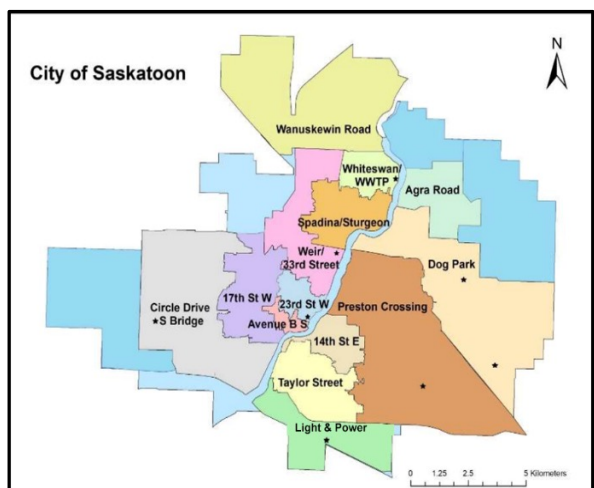 N
City of Saskatoon
Wanuskewin Road
Whiteswan/
WWTP
Agra Road
Spadina/Sturgeon
Weir/
33rd Street
Dog Park
17th St W
23rd St W
Preston Crossing
Circle Drive
S Bridge
Avenue B S
14th St E
Taylor Street
Light & Power
0 1.25 2.5 5 Kilometers